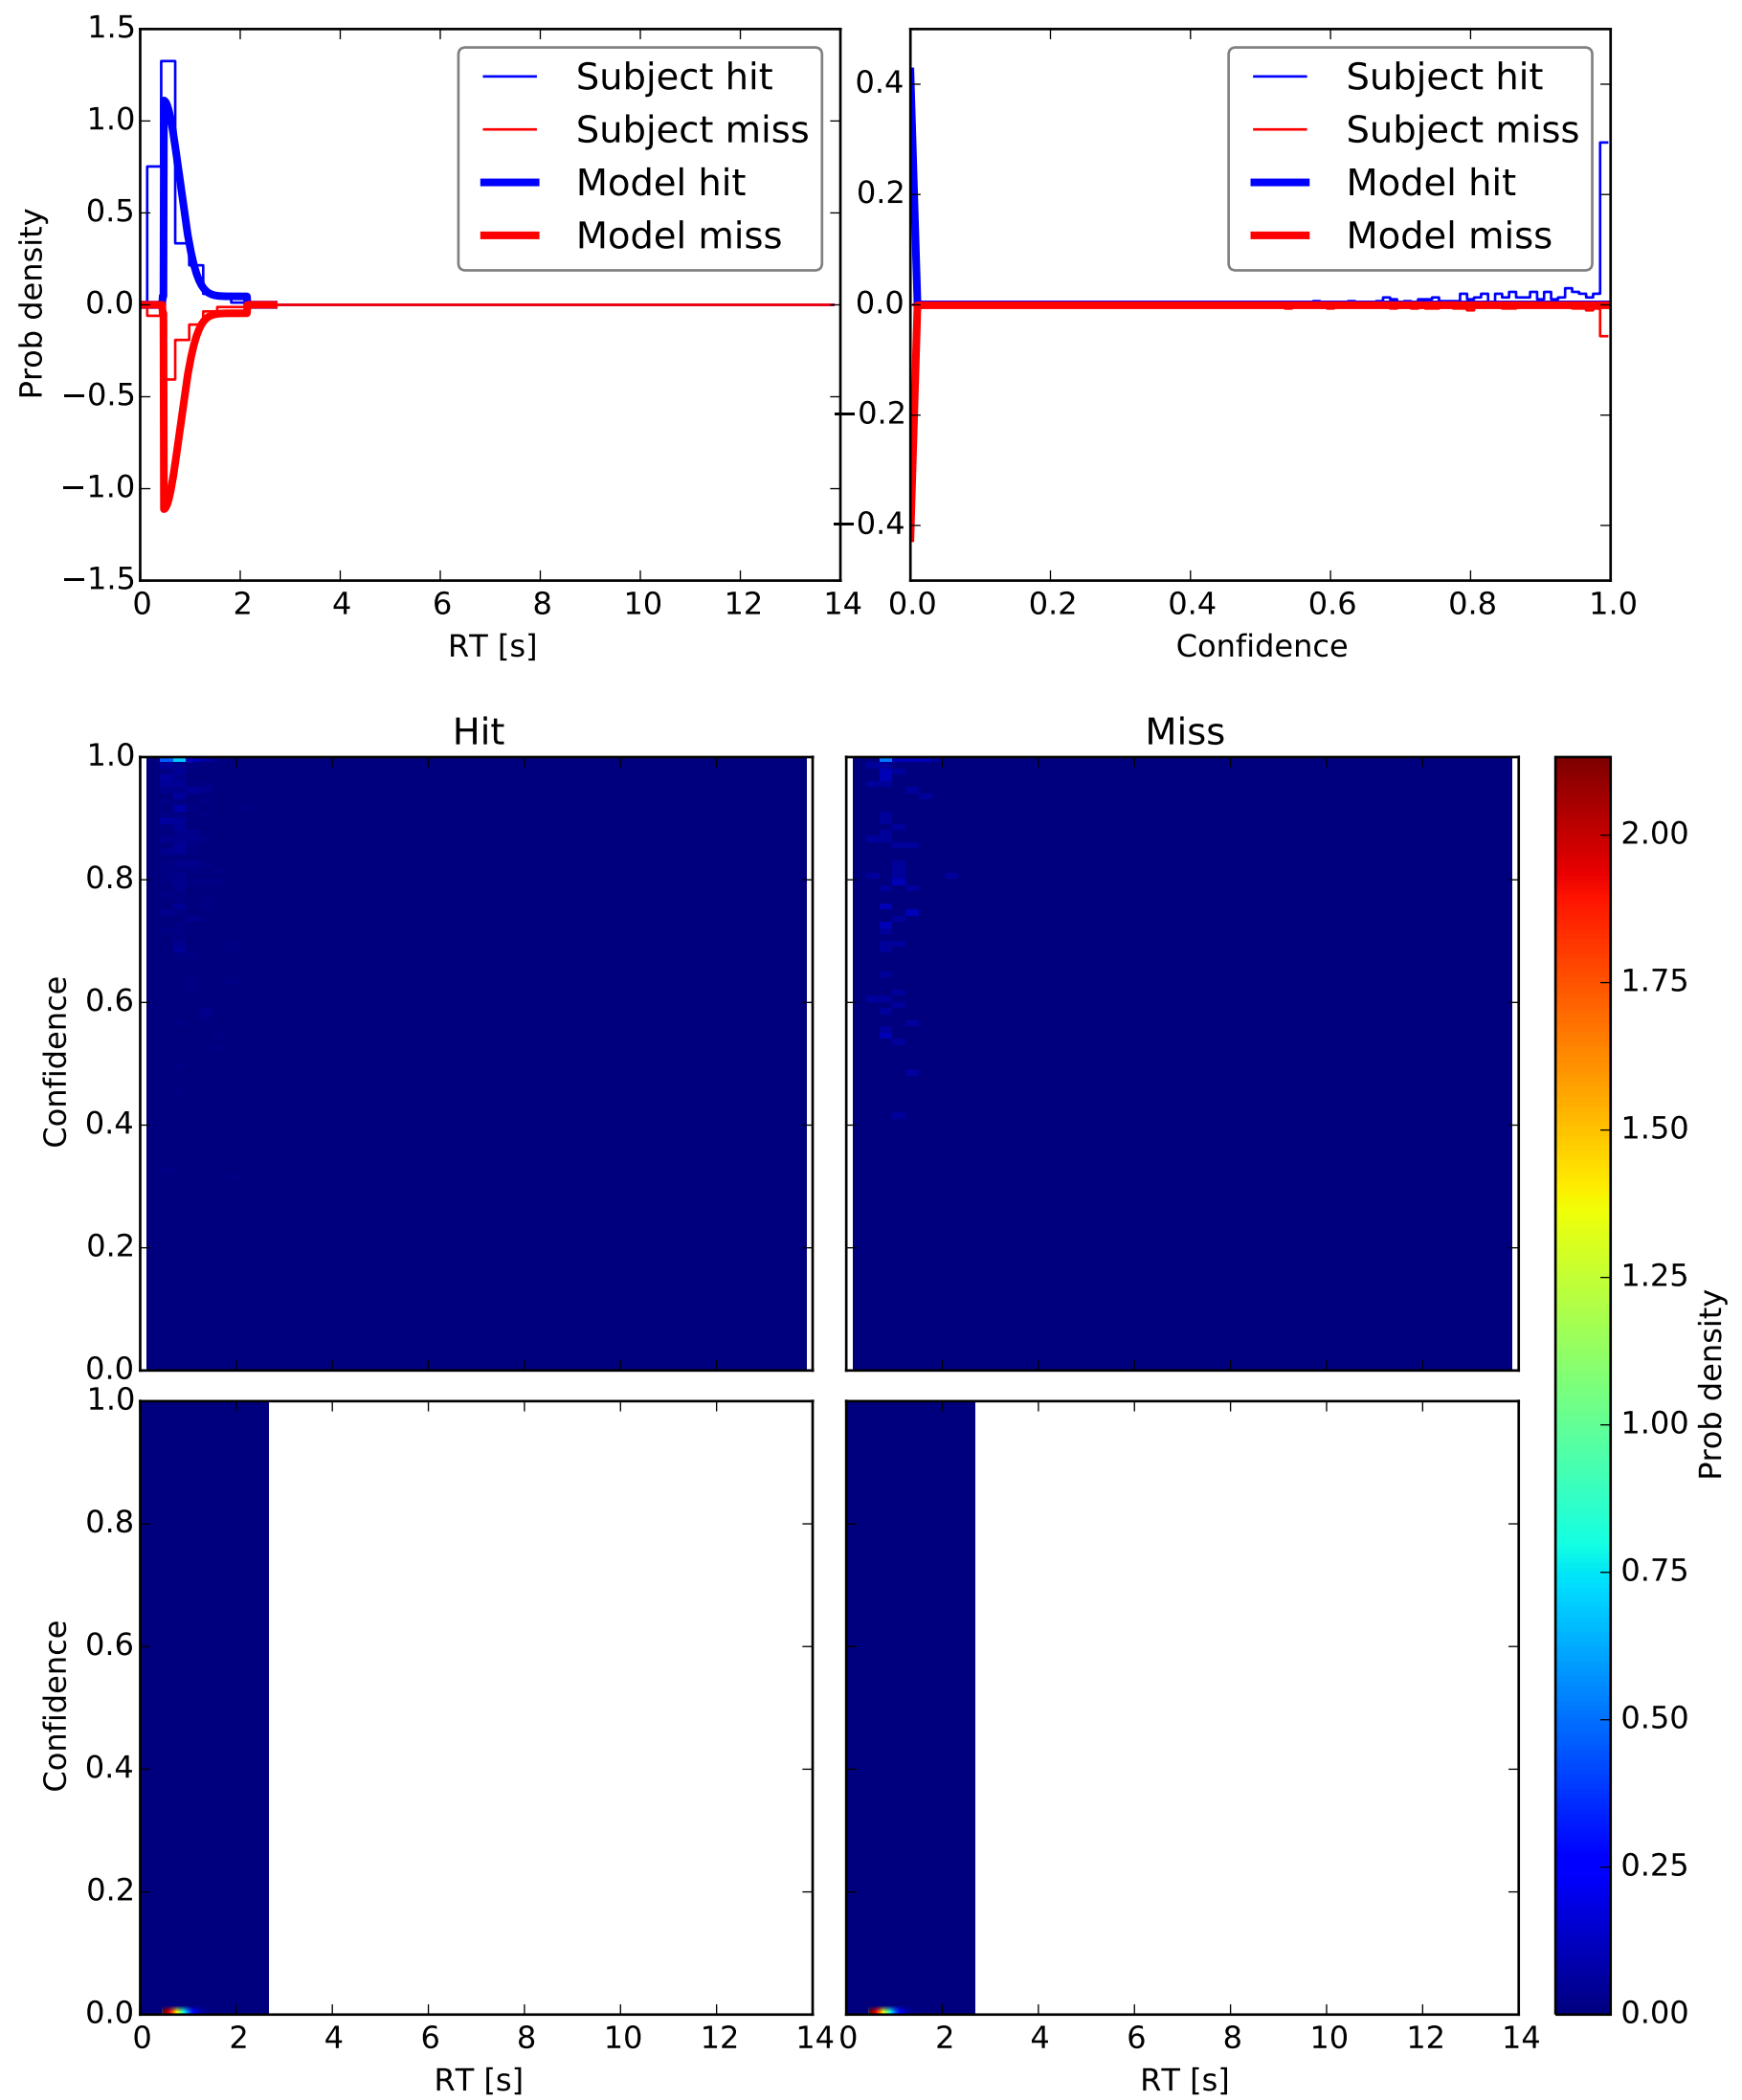 1.5
1.0
0.5
0.0
−0.5
−1.0
−1.5
Prob density
0 2 4 6 8 10 12 14
RT [s]
Subject hit
Subject miss
Model hit
Model miss
0.4
0.2
0.0
−0.2
−0.4
0.0 0.2 0.4 0.6 0.8 1.0
Confidence
Subject hit
Subject miss
Model hit
Model miss
Hit
1.0
0.8
0.6
0.4
0.2
0.0
Confidence
Miss
1.0
0.8
0.6
0.4
0.2
0.0
Confidence
0 2 4 6 8 10 12 14
RT [s]
0 2 4 6 8 10 12 14
RT [s]
2.00
1.75
1.50
1.25
1.00
0.75
0.50
0.25
0.00
Prob density